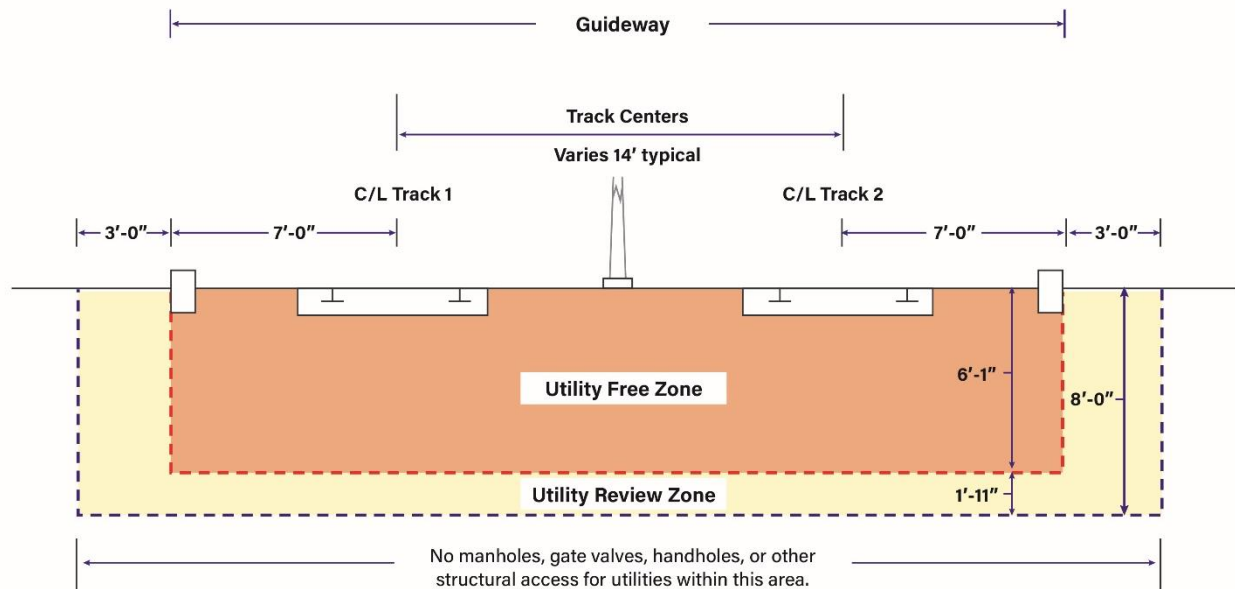 Guideway
Track Centers
Varies 14′ typical
C/L Track 1
C/L Track 2
3′-0″
7′-0″
7′-0″
3′-0″
6′-1″
Utility Free Zone
8′-0″
Utility Review Zone
1′-11″
No manholes, gate valves, handholes, or other
structural access for utilities within this area.